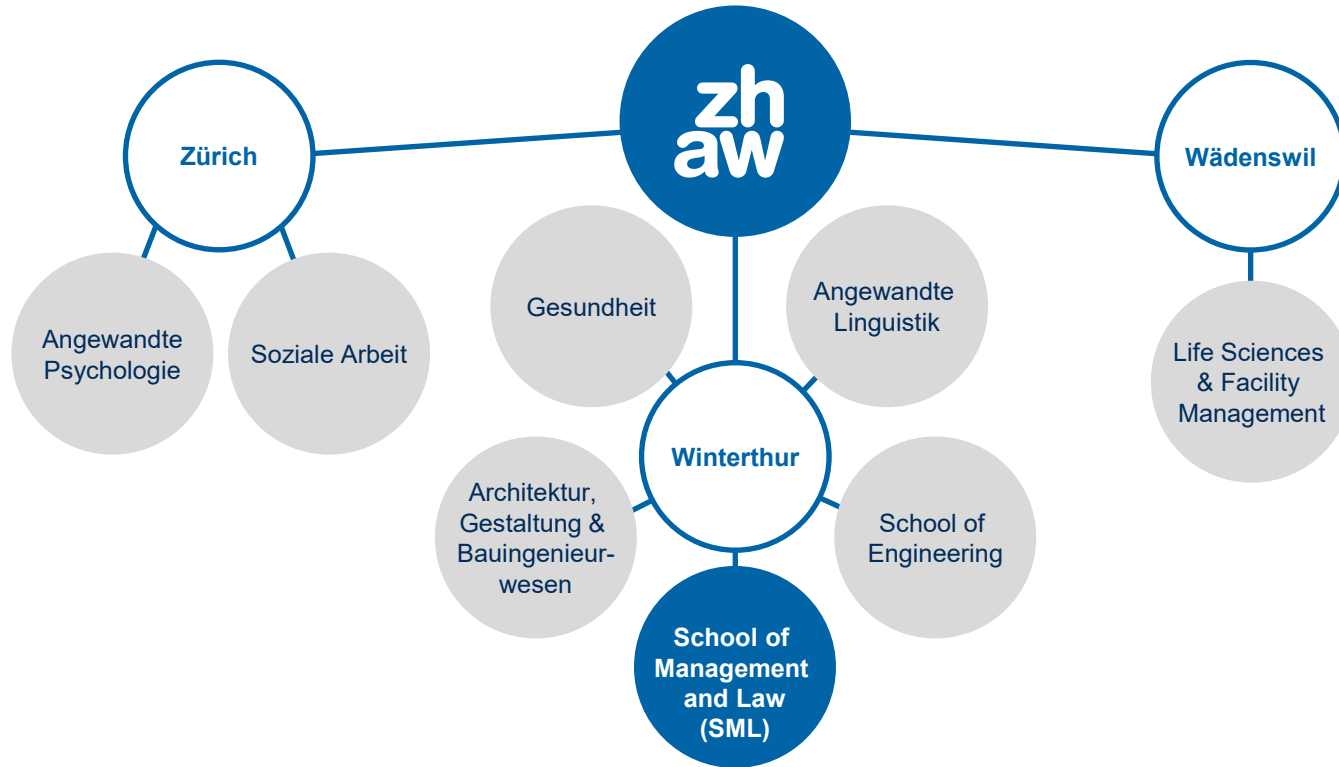 zh
aw
Zürich
Wädenswil
Gesundheit
Angewandte
Linguistik
Angewandte
Psychologie
Soziale Arbeit
Life Sciences
& Facility
Management
Winterthur
Architektur,
Gestaltung &
Bauingenieur-
wesen
School of
Engineering
School of
Management
and Law
(SML)